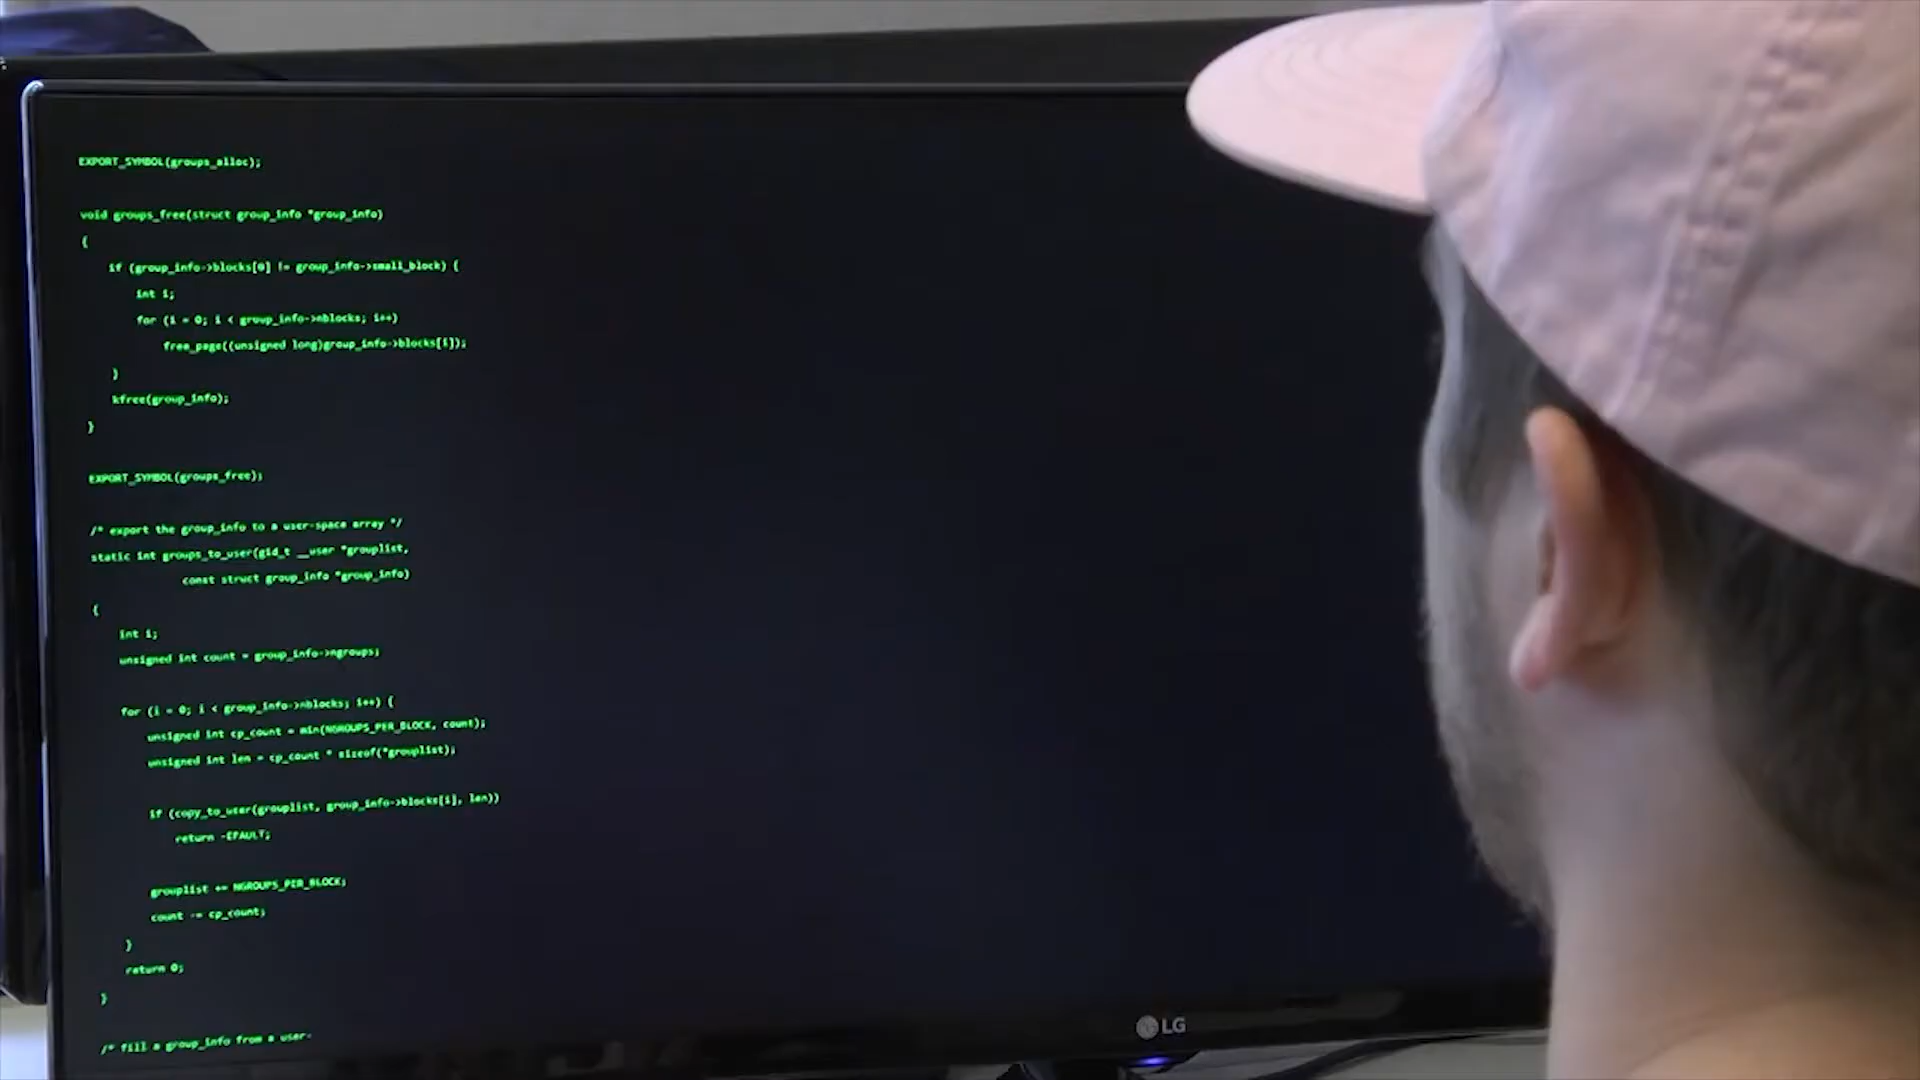 EXPORT_SYMBOL(groups_alloc);
void groups_free(struct group_info *group_info)
{
if (group_info->blocks[0] != group_info->small_block) {
int i;
for (i = 0; i < group_info->nblocks; i++)
free_page((unsigned long)group_info->blocks[i]);
}
kfree(group_info);
}
EXPORT_SYMBOL(groups_free);
/* export the group_info to a user-space array */
static int groups_to_user(gid_t __user *grouplist,
const struct group_info *group_info)
{
int i;
unsigned int count = group_info->ngroups;
for (i = 0; i < group_info->nblocks; i++) {
unsigned int cp_count = min(NGROUPS_PER_BLOCK, count);
unsigned int len = cp_count * sizeof(*grouplist);
if (copy_to_user(grouplist, group_info->blocks[i], len))
return -EFAULT;
grouplist += NGROUPS_PER_BLOCK;
count -= cp_count;
}
return 0;
}
/* fill a group_info from a user-
LG